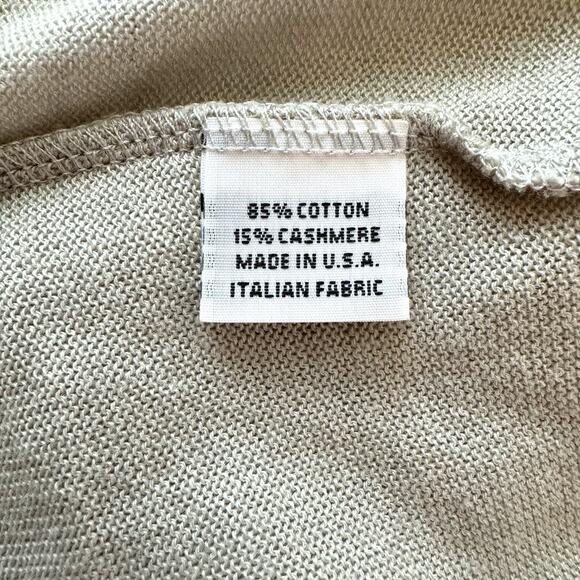 85% COTTON
15% CASHMERE
MADE IN U.S.A.
ITALIAN FABRIC